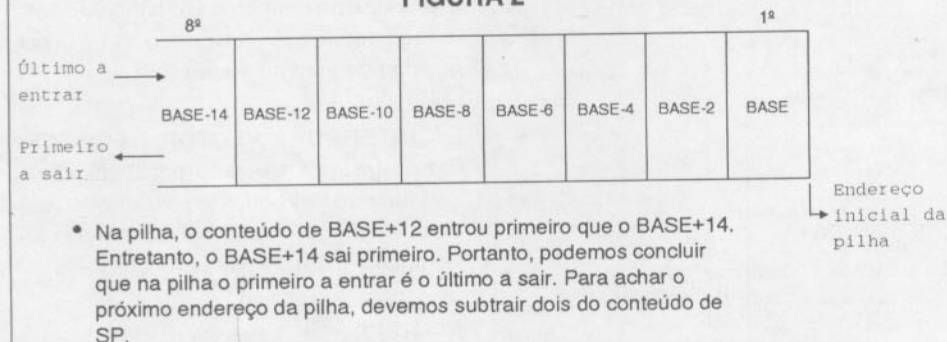 FIGURA 2
8º
1º
Último a
entrar
BASE-14 BASE-12 BASE-10 BASE-8 BASE-6 BASE-4 BASE-2 BASE
Primeiro
a sair
Endereço
inicial da
pilha
• Na pilha, o conteúdo de BASE+12 entrou primeiro que o BASE+14.
Entretanto, o BASE+14 sai primeiro. Portanto, podemos concluir
que na pilha o primeiro a entrar é o último a sair. Para achar o
próximo endereço da pilha, devemos subtrair dois do conteúdo de
SP.